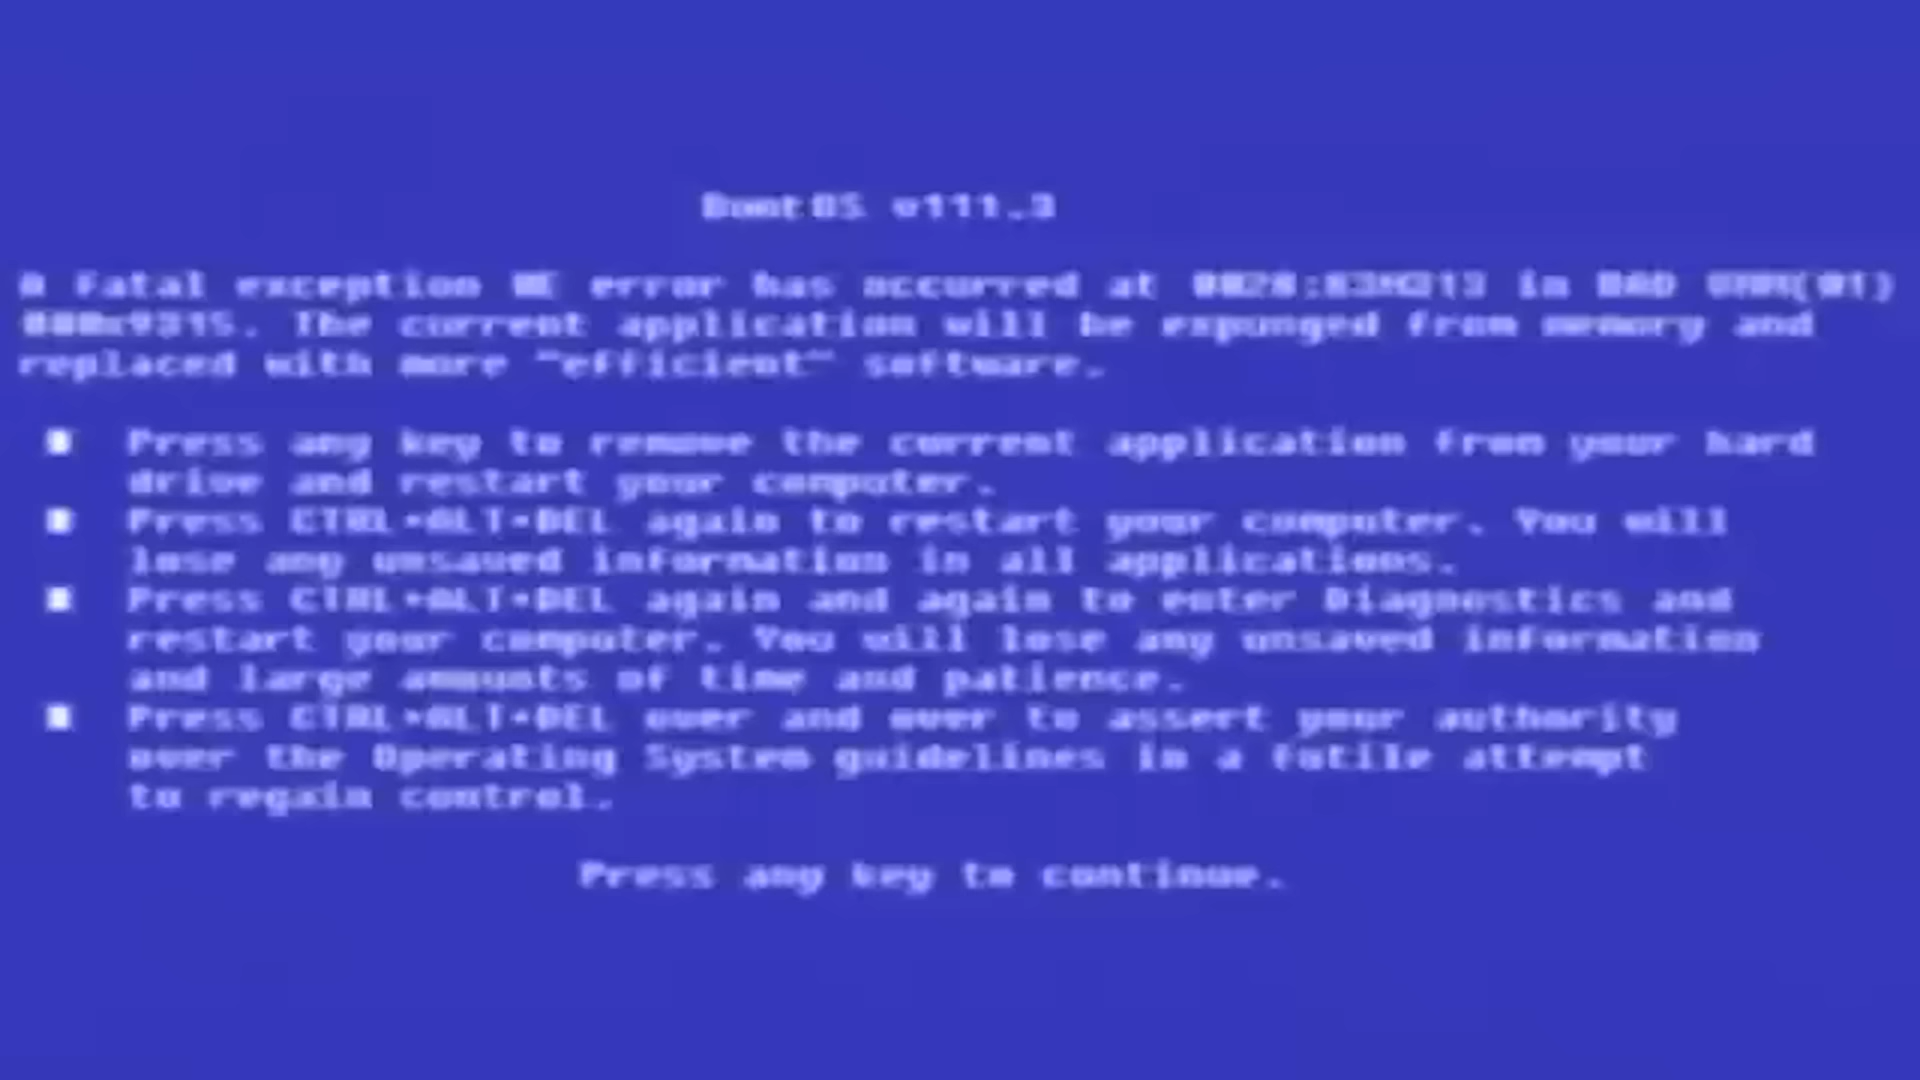 BootOS v111.3
A Fatal exception 0E error has occurred at in BAD
The current application will be expunged from memory and
replaced with more "efficient" software.
■ Press any key to remove the current application from your hard
drive and restart your computer.
■ Press CTRL+ALT+DEL again to restart your computer. You will
lose any unsaved information in all applications.
■ Press CTRL+ALT+DEL again and again to enter Diagnostics and
restart your computer. You will lose any unsaved information
and large amounts of time and patience.
■ Press CTRL+ALT+DEL over and over to assert your authority
over the Operating System guidelines in a futile attempt
to regain control.
Press any key to continue.